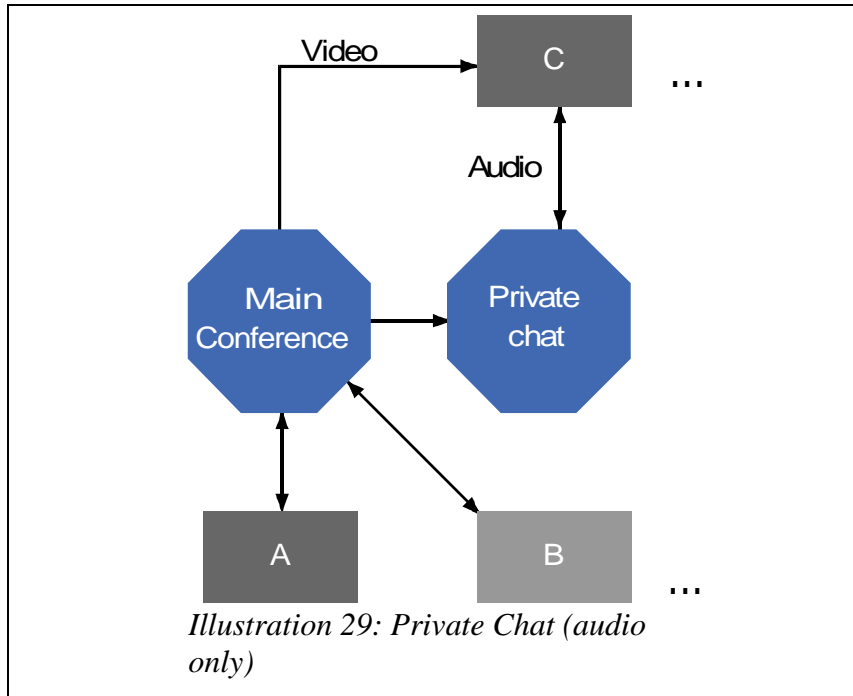 Video
C
...
Audio
Main
Conference
Private
chat
A
B
...
Illustration 29: Private Chat (audio
only)